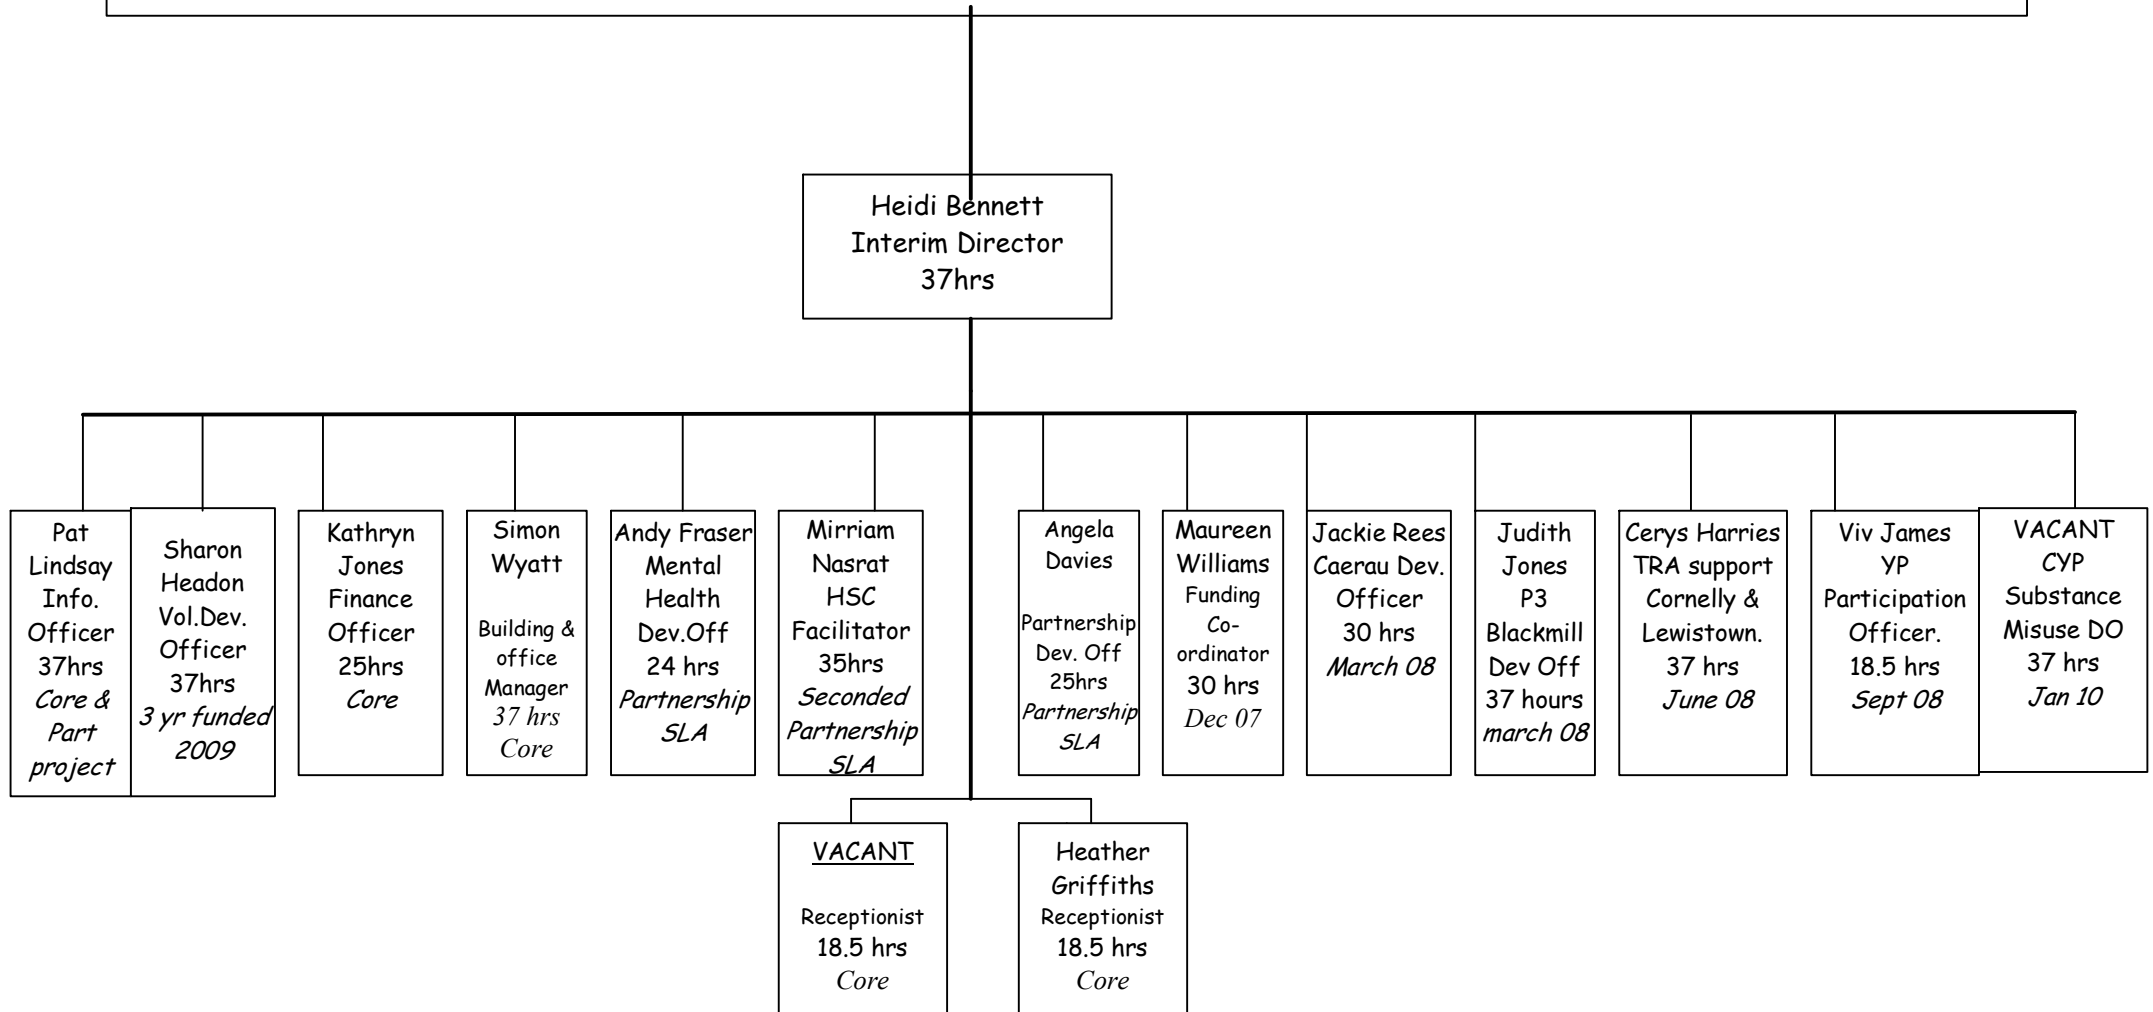 Heidi Bennett
Interim Director
37hrs
Pat
Lindsay
Info.
Officer
37hrs
Core &
Part
project
Sharon
Headon
Vol.Dev.
Officer
37hrs
3 yr funded
2009
Kathryn
Jones
Finance
Officer
25hrs
Core
Simon
Wyatt
Building &
office
Manager
37 hrs
Core
Andy Fraser
Mental
Health
Dev.Off
24 hrs
Partnership
SLA
Mirriam
Nasrat
HSC
Facilitator
35hrs
Seconded
Partnership
SLA
Angela
Davies
Partnership
Dev. Off
25hrs
Partnership
SLA
Maureen
Williams
Funding
Co-
ordinator
30 hrs
Dec 07
Jackie Rees
Caerau Dev.
Officer
30 hrs
March 08
Judith
Jones
P3
Blackmill
Dev Off
37 hours
march 08
Cerys Harries
TRA support
Cornelly &
Lewistown.
37 hrs
June 08
Viv James
YP
Participation
Officer.
18.5 hrs
Sept 08
VACANT
CYP
Substance
Misuse DO
37 hrs
Jan 10
VACANT
Receptionist
18.5 hrs
Core
Heather
Griffiths
Receptionist
18.5 hrs
Core